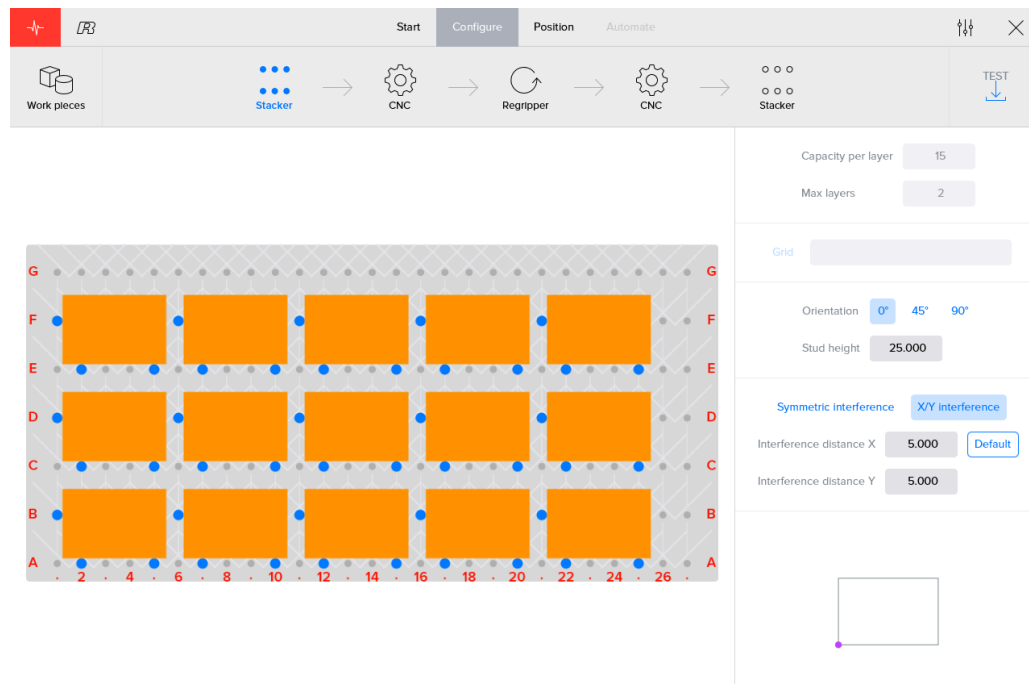 R
Start
Configure
Position
Automate
Work pieces
Stacker
CNC
Regripper
CNC
Stacker
TEST
Capacity per layer 15
Max layers 2
Grid
Orientation 0° 45° 90°
Stud height 25.000
Symmetric interference X/Y interference
Interference distance X 5.000 Default
Interference distance Y 5.000
G G
F F
E E
D D
C C
B B
A A
. 2 . 4 . 6 . 8 . 10 . 12 . 14 . 16 . 18 . 20 . 22 . 24 . 26 .